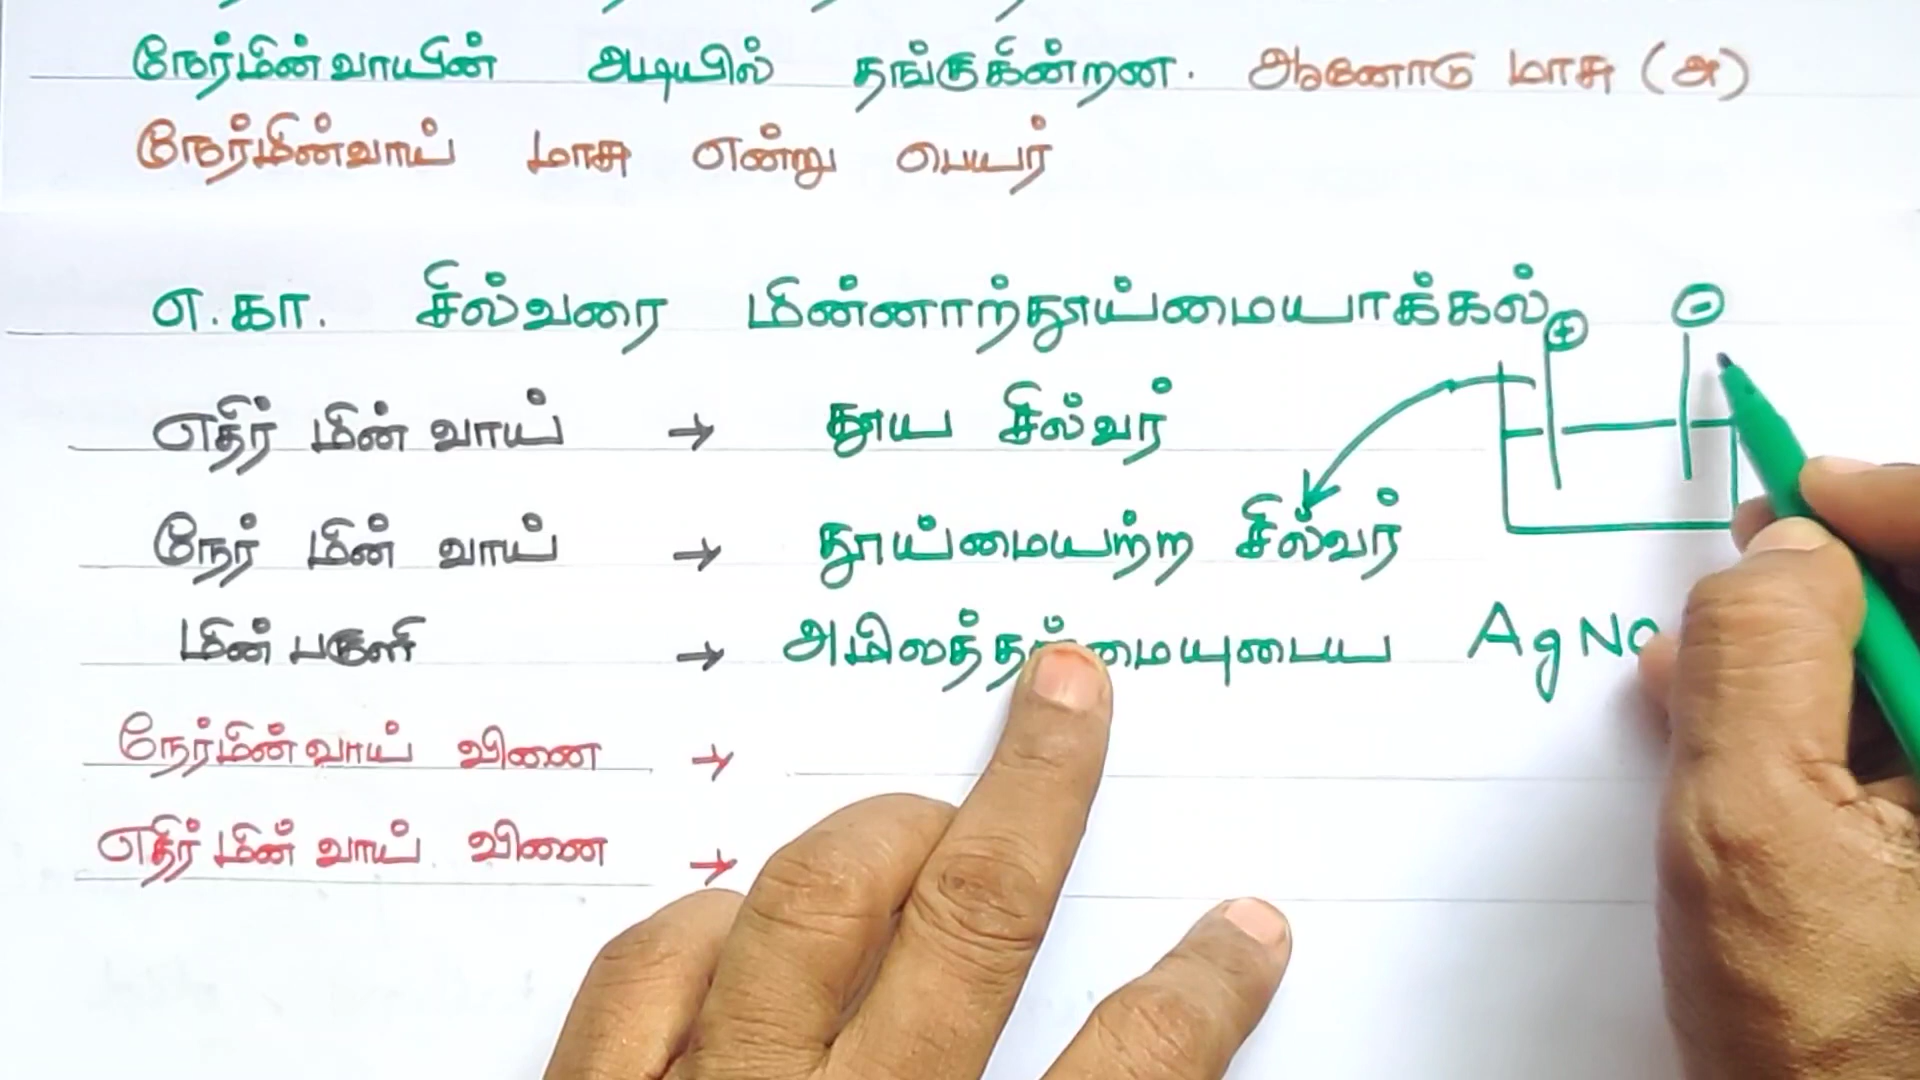 நேர்மின்வாயின் அடியில் தங்குகின்றன. ஆனோடு மாசு (அ)
நேர்மின்வாய் மாசு என்று பெயர்
எ.கா. சில்வரை மின்னாற்தூய்மையாக்கல்
+ -
எதிர் மின் வாய் → தூய சில்வர்
நேர் மின் வாய் → தூய்மையற்ற சில்வர்
மின் பகுளி → அமிலத்தன்மையுடைய AgNO
நேர்மின்வாய் வினை →
எதிர் மின் வாய் வினை →